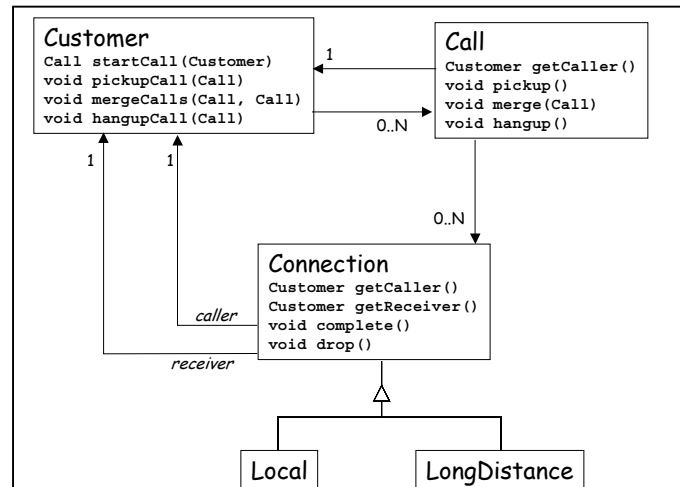 Customer
Call startCall(Customer)
void pickupCall(Call)
void mergeCalls(Call, Call)
void hangupCall(Call)
Call
Customer getCaller()
void pickup()
void merge(Call)
void hangup()
1
0..N
1
1
0..N
Connection
Customer getCaller()
Customer getReceiver()
void complete()
void drop()
caller
receiver
Local
LongDistance